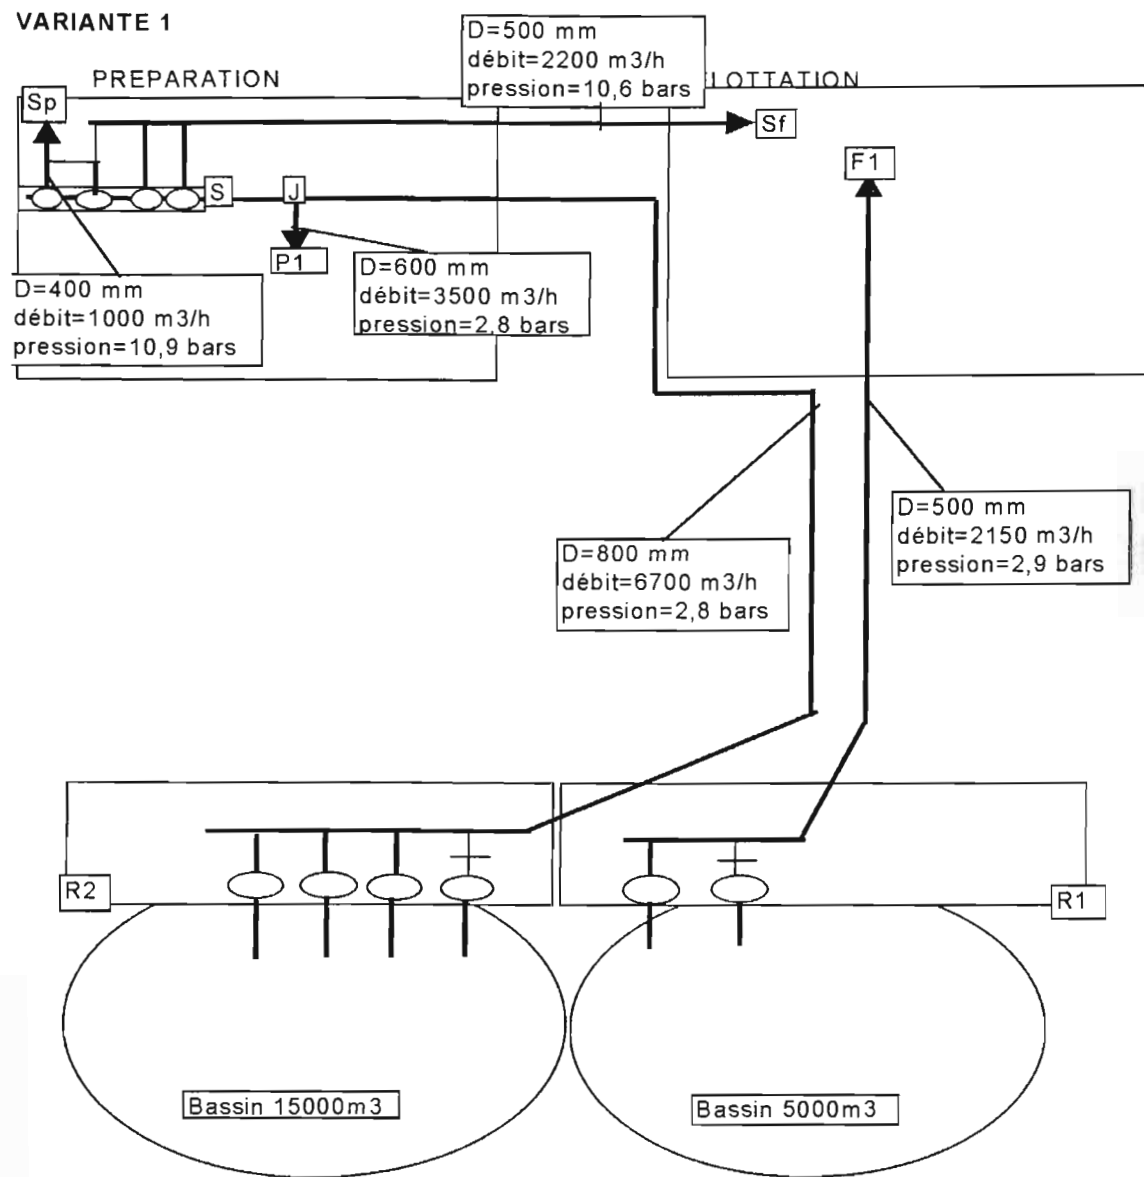 VARIANTE 1
D=500 mm
débit=2200 m3/h
pression=10,6 bars
PREPARATION
LOTTATION
Sp
Sf
F1
S
J
P1
D=400 mm
débit=1000 m3/h
pression=10,9 bars
D=600 mm
débit=3500 m3/h
pression=2,8 bars
D=800 mm
débit=6700 m3/h
pression=2,8 bars
D=500 mm
débit=2150 m3/h
pression=2,9 bars
R2
R1
Bassin 15000m3
Bassin 5000m3